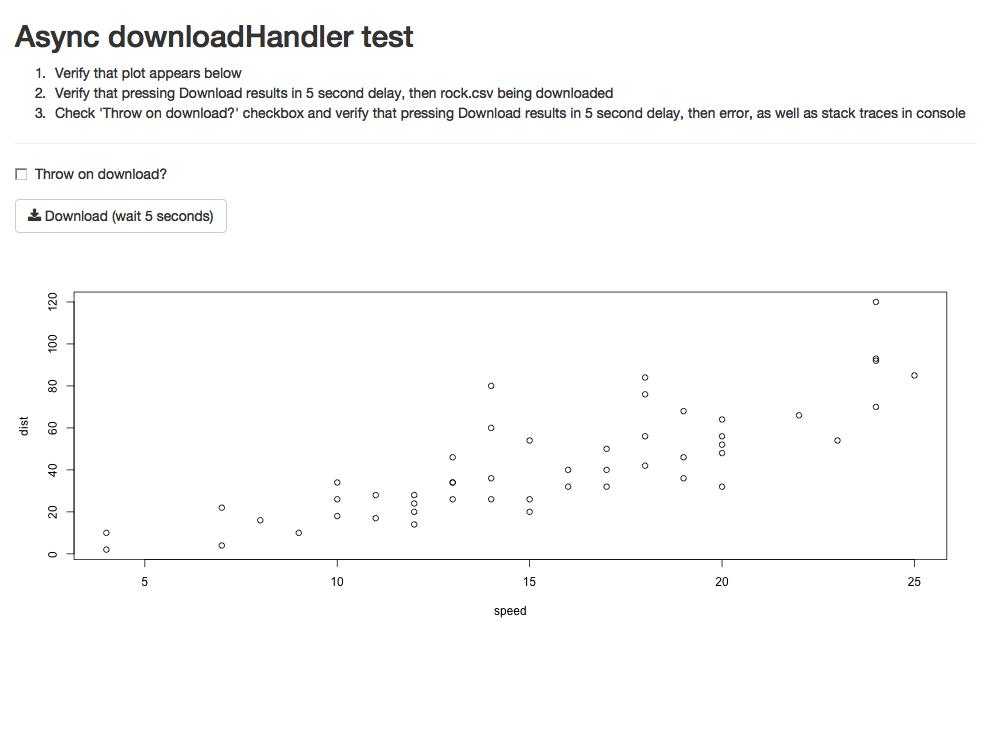 Async downloadHandler test
1. Verify that plot appears below
2. Verify that pressing Download results in 5 second delay, then rock.csv being downloaded
3. Check 'Throw on download?' checkbox and verify that pressing Download results in 5 second delay, then error, as well as stack traces in console
Throw on download?
Download (wait 5 seconds)
120
100
80
60
40
20
0
dist
5 10 15 20 25
speed